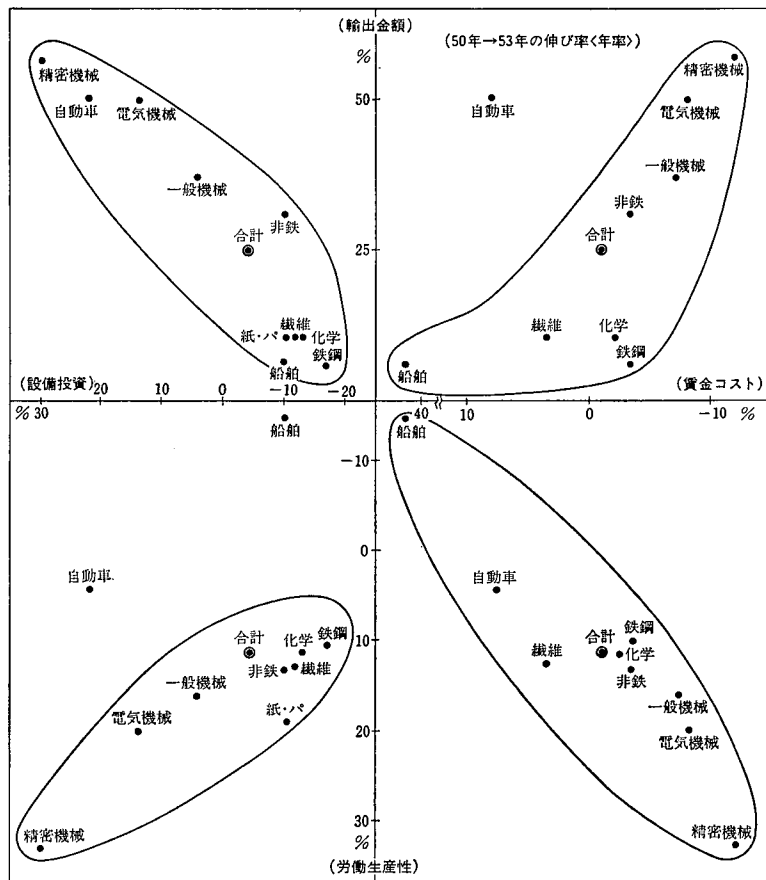 (輸出金額)
(50年→53年の伸び率〈年率〉)
%
精密機械
自動車
電気機械
一般機械
非鉄
合計
紙・パ
繊維
化学
鉄鋼
船舶
50
25
精密機械
自動車
電気機械
一般機械
非鉄
合計
繊維
化学
鉄鋼
船舶
(設備投資)
% 30
20
10
0
-10
-20
(賃金コスト)
40
10
0
-10
%
船舶
自動車
合計
化学
鉄鋼
一般機械
非鉄
繊維
電気機械
紙・パ
精密機械
-10
0
10
20
30
%
(労働生産性)
船舶
自動車
鉄鋼
繊維
合計
化学
非鉄
一般機械
電気機械
精密機械